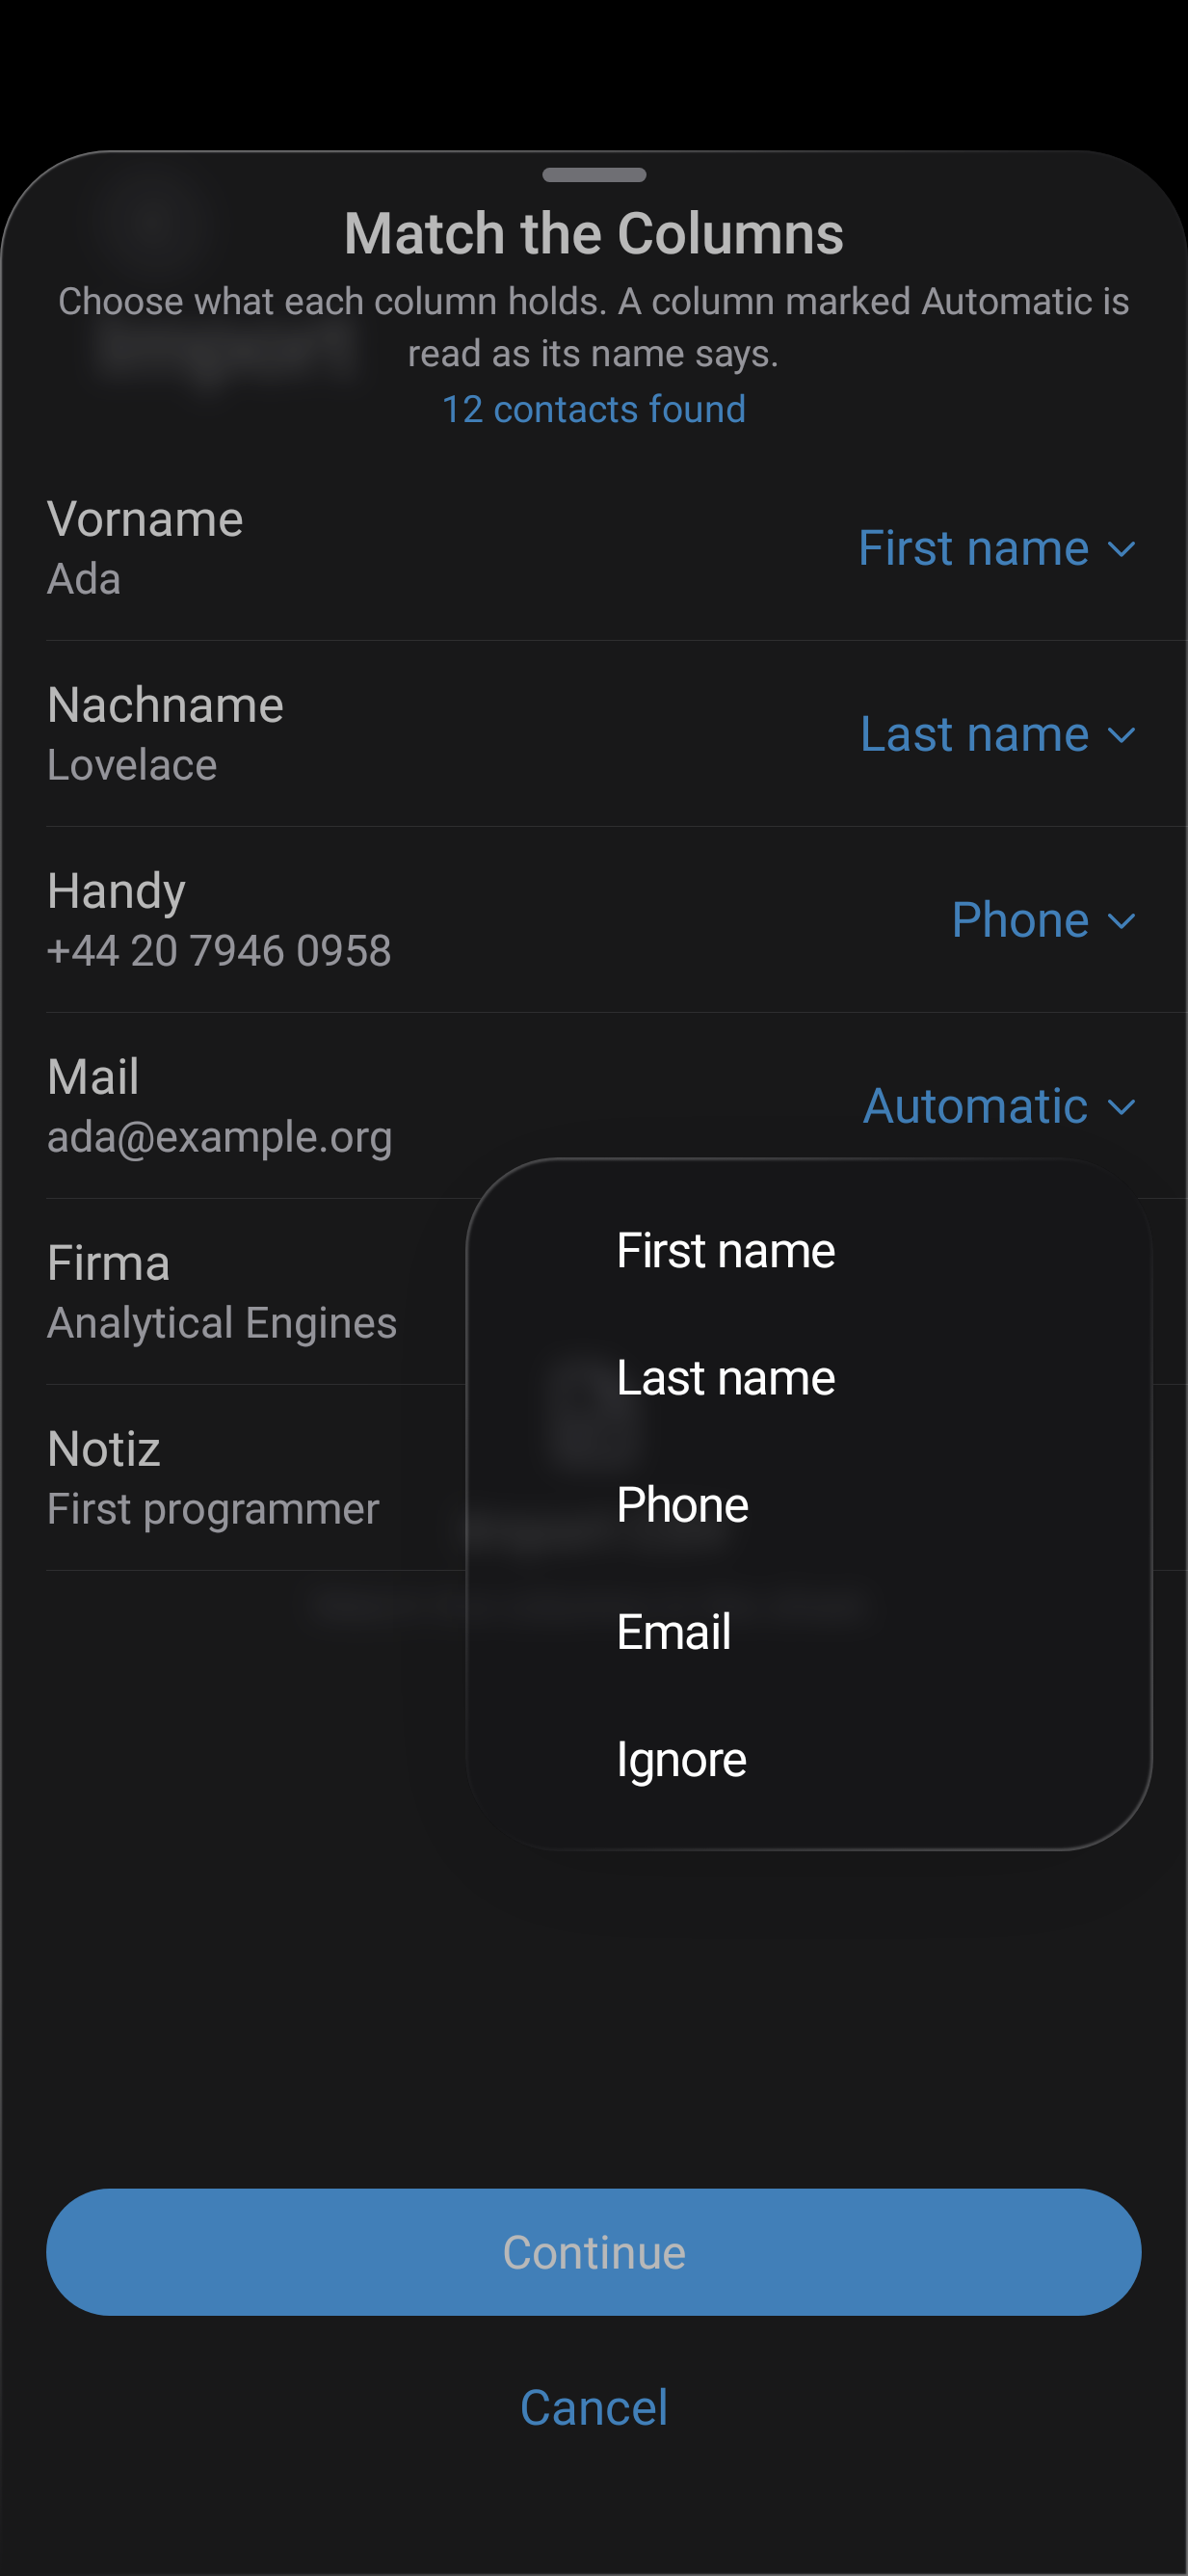 Match the Columns
Choose what each column holds. A column marked Automatic is
read as its name says.
12 contacts found
Vorname
Ada
First name
Nachname
Lovelace
Last name
Handy
+44 20 7946 0958
Phone
Mail
ada@example.org
Automatic
Firma
Analytical Engines
Notiz
First programmer
First name
Last name
Phone
Email
Ignore
Continue
Cancel